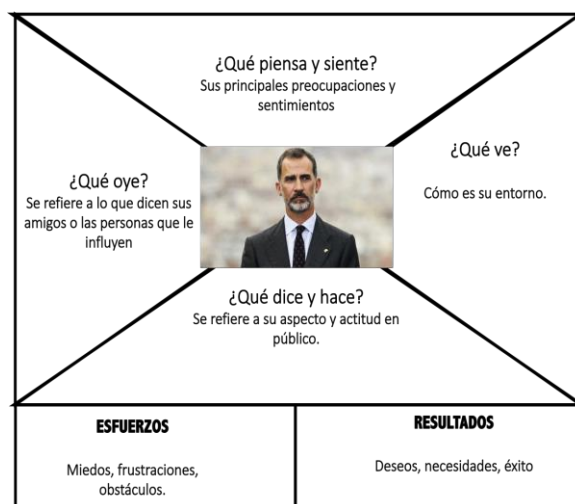 ¿Qué piensa y siente?
Sus principales preocupaciones y
sentimientos
¿Qué oye?
Se refiere a lo que dicen sus
amigos o las personas que le
influyen
¿Qué ve?
Cómo es su entorno.
¿Qué dice y hace?
Se refiere a su aspecto y actitud en
público.
ESFUERZOS
Miedos, frustraciones,
obstáculos.
RESULTADOS
Deseos, necesidades, éxito